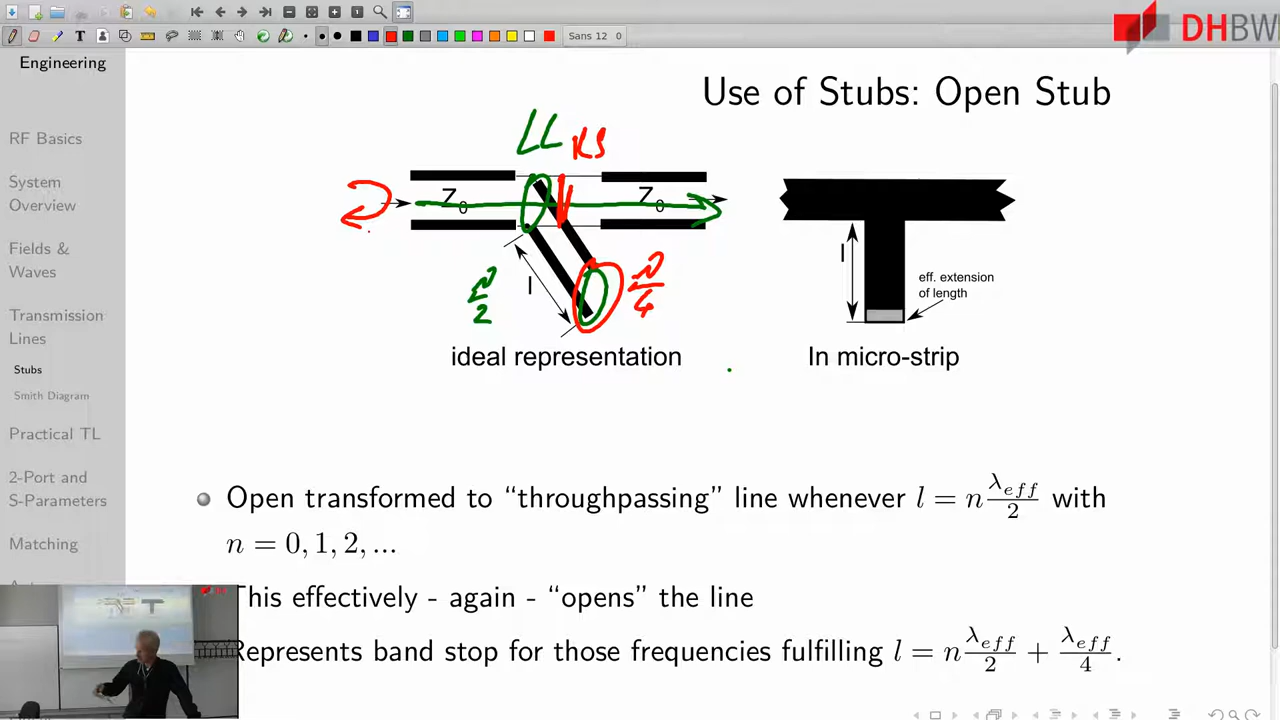 Sans 12 0
DHBW
Engineering
RF Basics
System
Overview
Fields &
Waves
Transmission
Lines
Stubs
Smith Diagram
Practical TL
2-Port and
S-Parameters
Matching
Use of Stubs: Open Stub
LL KS
Z0
Z0
l
2
4
ideal representation
l
eff. extension
of length
In micro-strip
Open transformed to “throughpassing” line whenever l = n λeff/2 with
n = 0, 1, 2, ...
This effectively - again - “opens” the line
Represents band stop for those frequencies fulfilling l = n λeff/2 + λeff/4 .